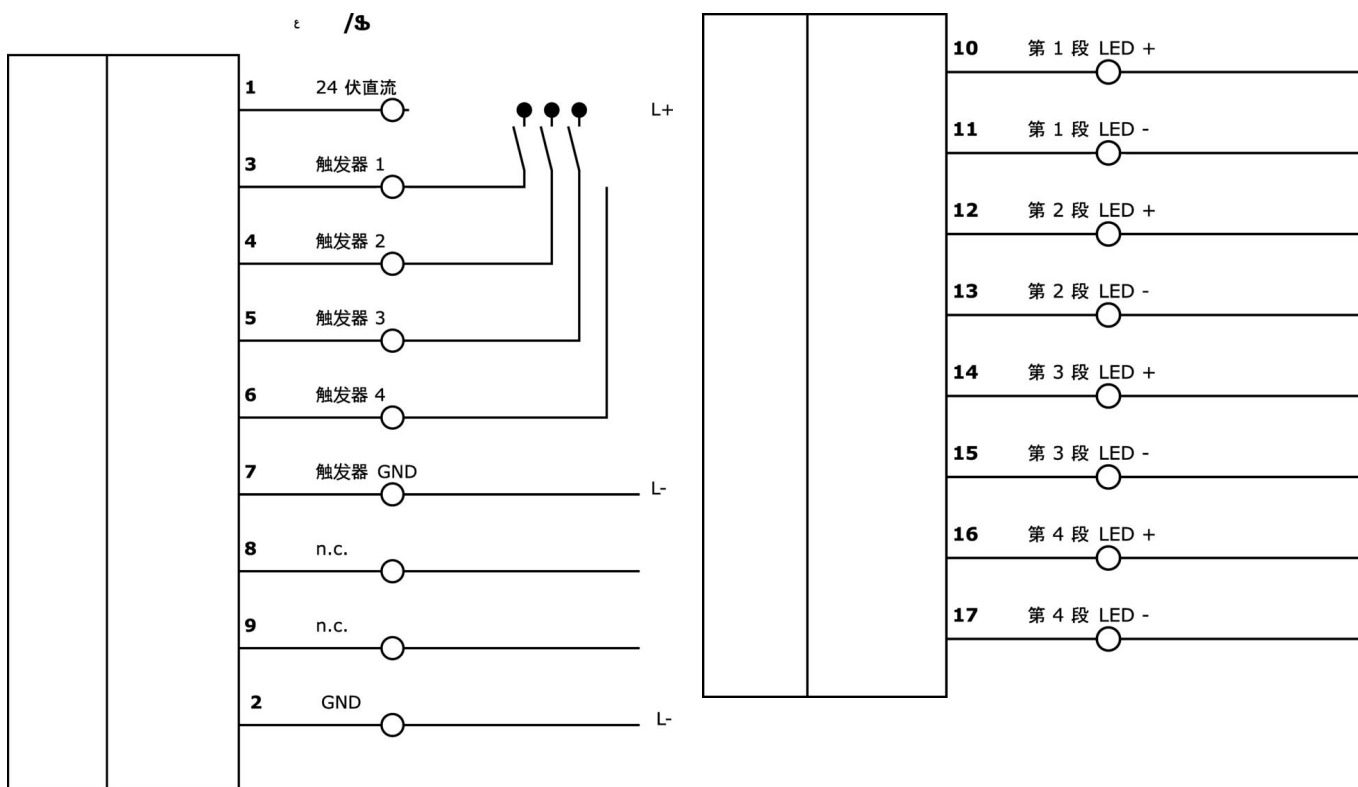 1 24 伏直流
L+
3 触发器 1
4 触发器 2
5 触发器 3
6 触发器 4
7 触发器 GND
L-
8 n.c.
9 n.c.
2 GND
L-
10 第 1 段 LED +
11 第 1 段 LED -
12 第 2 段 LED +
13 第 2 段 LED -
14 第 3 段 LED +
15 第 3 段 LED -
16 第 4 段 LED +
17 第 4 段 LED -